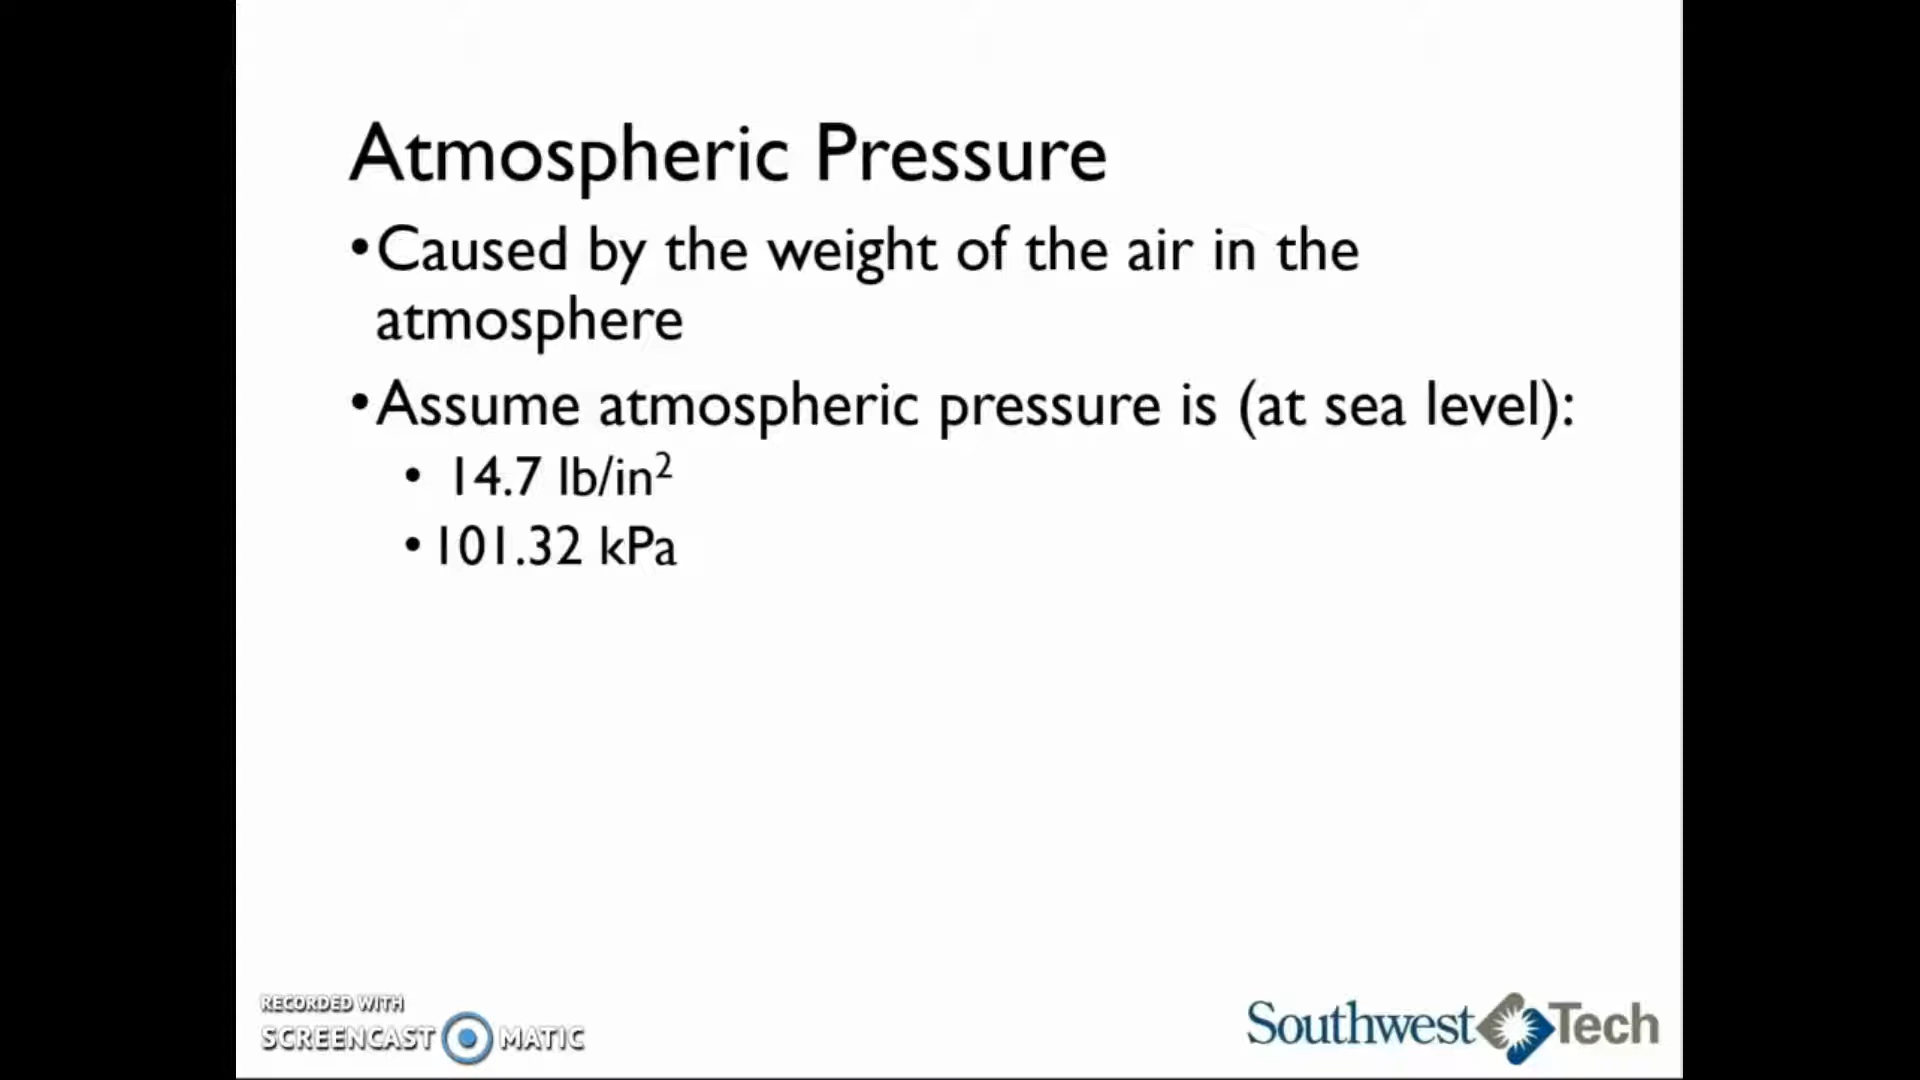 Atmospheric Pressure
•Caused by the weight of the air in the
atmosphere
•Assume atmospheric pressure is (at sea level):
• 14.7 lb/in²
•101.32 kPa
RECORDED WITH
SCREENCAST MATIC
Southwest Tech